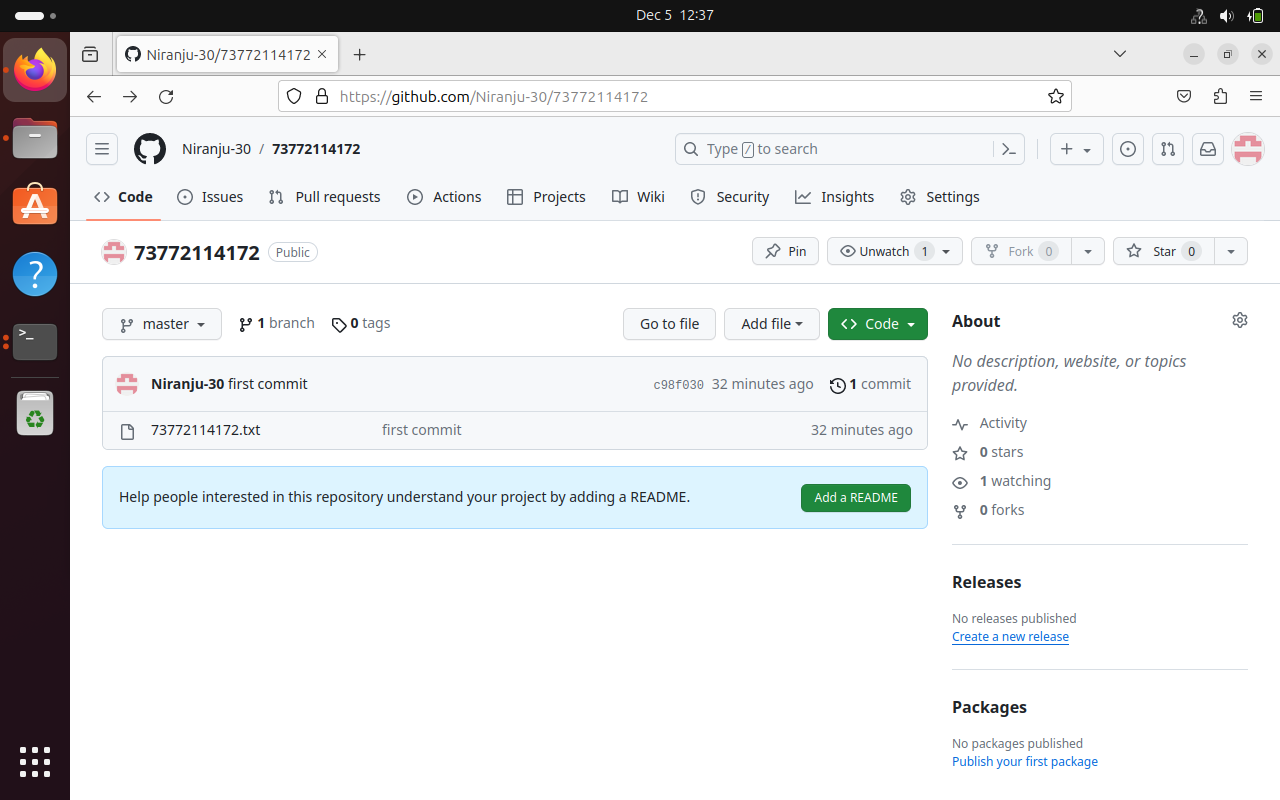 Dec 5 12:37
Niranju-30/73772114172
https://github.com/Niranju-30/73772114172
Niranju-30 / 73772114172
Type / to search
Code Issues Pull requests Actions Projects Wiki Security Insights Settings
73772114172 Public
Pin Unwatch 1 Fork 0 Star 0
master 1 branch 0 tags Go to file Add file Code
Niranju-30 first commit c98f030 32 minutes ago 1 commit
73772114172.txt first commit 32 minutes ago
Help people interested in this repository understand your project by adding a README. Add a README
About
No description, website, or topics
provided.
Activity
0 stars
1 watching
0 forks
Releases
No releases published
Create a new release
Packages
No packages published
Publish your first package